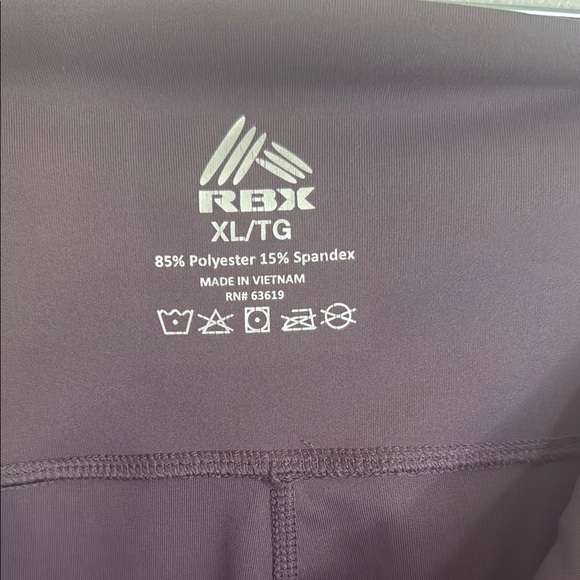 RBX
XL/TG
85% Polyester 15% Spandex
MADE IN VIETNAM
RN# 63619